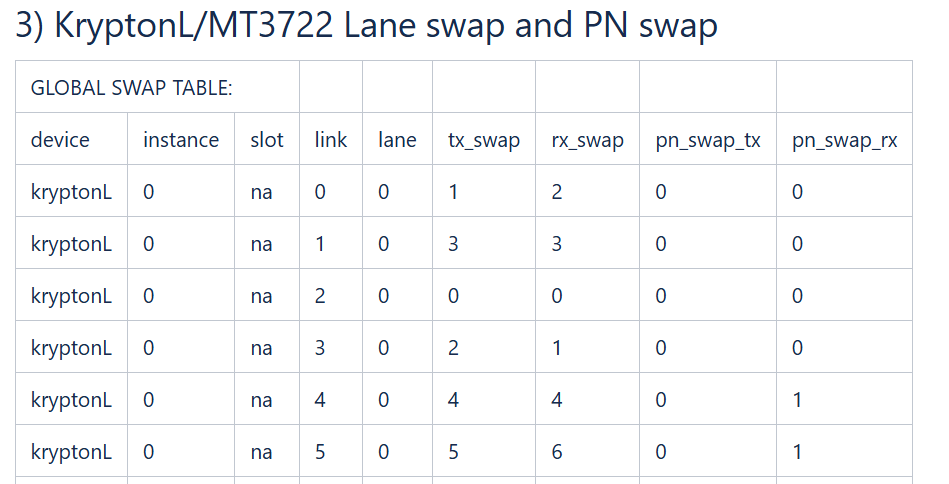 3) KryptonL/MT3722 Lane swap and PN swap
GLOBAL SWAP TABLE:
device instance slot link lane tx_swap rx_swap pn_swap_tx pn_swap_rx
kryptonL 0 na 0 0 1 2 0 0
kryptonL 0 na 1 0 3 3 0 0
kryptonL 0 na 2 0 0 0 0 0
kryptonL 0 na 3 0 2 1 0 0
kryptonL 0 na 4 0 4 4 0 1
kryptonL 0 na 5 0 5 6 0 1